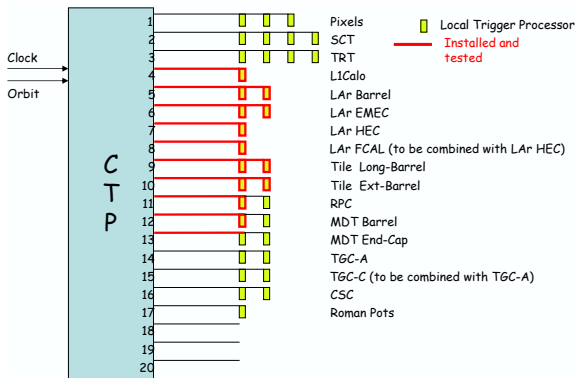 1 Pixels
2 SCT
3 TRT
4 L1Calo
5 LAr Barrel
6 LAr EMEC
7 LAr HEC
8 LAr FCAL (to be combined with LAr HEC)
9 Tile Long-Barrel
10 Tile Ext-Barrel
11 RPC
12 MDT Barrel
13 MDT End-Cap
14 TGC-A
15 TGC-C (to be combined with TGC-A)
16 CSC
17 Roman Pots
18
19
20
Clock
Orbit
C
T
P
Local Trigger Processor
Installed and
tested